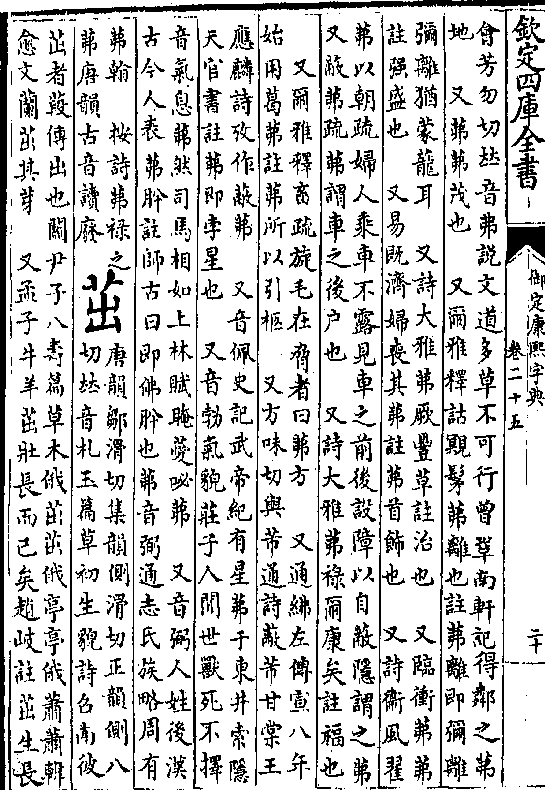 欽定四庫全書
御定康熙字典
卷二十五
二十
會芳勿切𠀤音弗說文道多草不可行曾鞏南軒記得鄰之茀
地　又茀茀茂也　又爾雅釋詁覭髳茀離也註茀離即彌離
彌離猶蒙蘢耳　又詩大雅茀厥豐草註治也　又臨衝茀茀
註强盛也　又易既濟婦喪其茀註茀首飾也　又詩衞風翟
茀以朝疏婦人乘車不露見車之前後設障以自蔽隱謂之茀
又蔽茀疏茀謂車之後户也　又詩大雅茀祿爾康矣註福也
又爾雅釋畜疏旋毛在脊者曰茀方　又通紼左傳宣八年
始用葛茀註茀所以引柩　又方味切與芾通詩蔽芾甘棠王
應麟詩攷作蔽茀　又音佩史記武帝紀有星茀于東井索隱
天官書註茀即孛星也　又音勃氣貌莊子人間世獸死不擇
音氣息茀然司馬相如上林賦晻薆咇茀　又音弼人姓後漢
古今人表茀肸註師古曰即佛肸也茀音弼通志氏族略周有
茀翰　按詩茀祿之
茀唐韻古音讀廢
茁
唐韻鄒滑切集韻側滑切正韻側八
切𠀤音札玉篇草初生貌詩召南彼
茁者葭傳出也關尹子八壽篇草木俄茁茁俄亭亭俄蕭蕭韓
愈文蘭茁其芽　又孟子牛羊茁壯長而已矣趙岐註茁生長